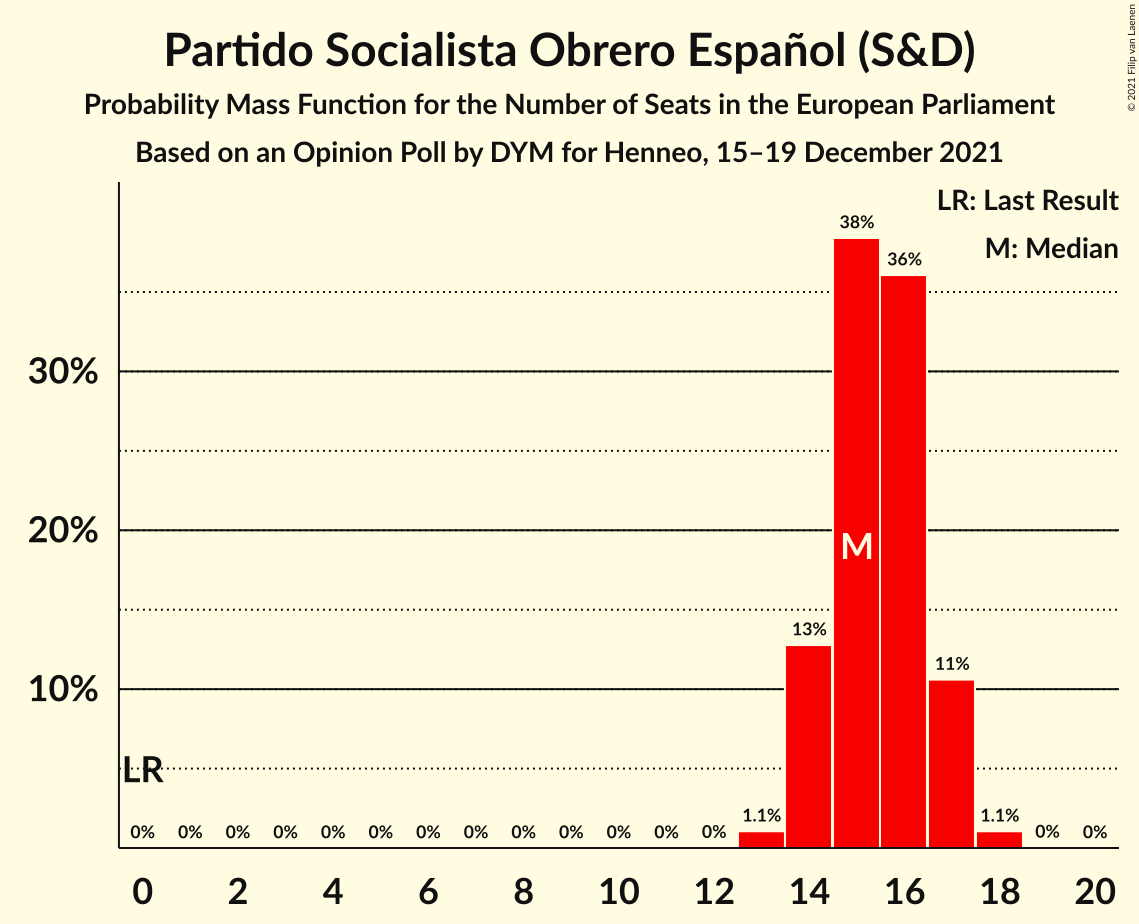 Partido Socialista Obrero Español (S&D)
Probability Mass Function for the Number of Seats in the European Parliament
Based on an Opinion Poll by DYM for Henneo, 15–19 December 2021
© 2021 Filip van Laenen
LR: Last Result
M: Median
38%
36%
30%
20%
M
13%
11%
10%
LR
1.1% 1.1%
0% 0% 0% 0% 0% 0% 0% 0% 0% 0% 0% 0% 0% 0% 0%
0 2 4 6 8 10 12 14 16 18 20